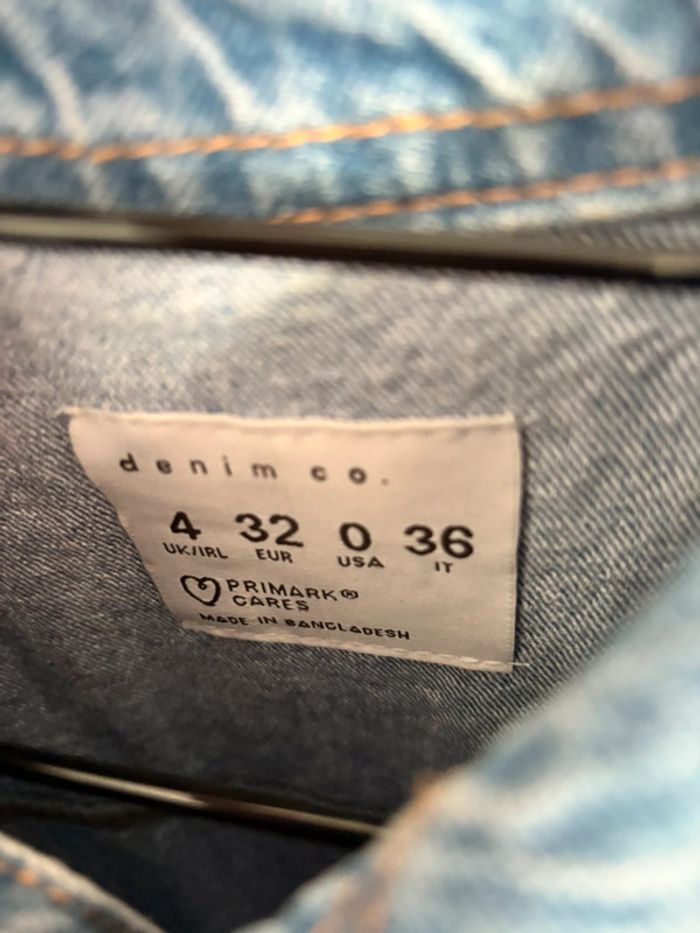 denim co.
4 32 0 36
UK/IRL EUR USA IT
PRIMARK®
CARES
MADE IN BANGLADESH